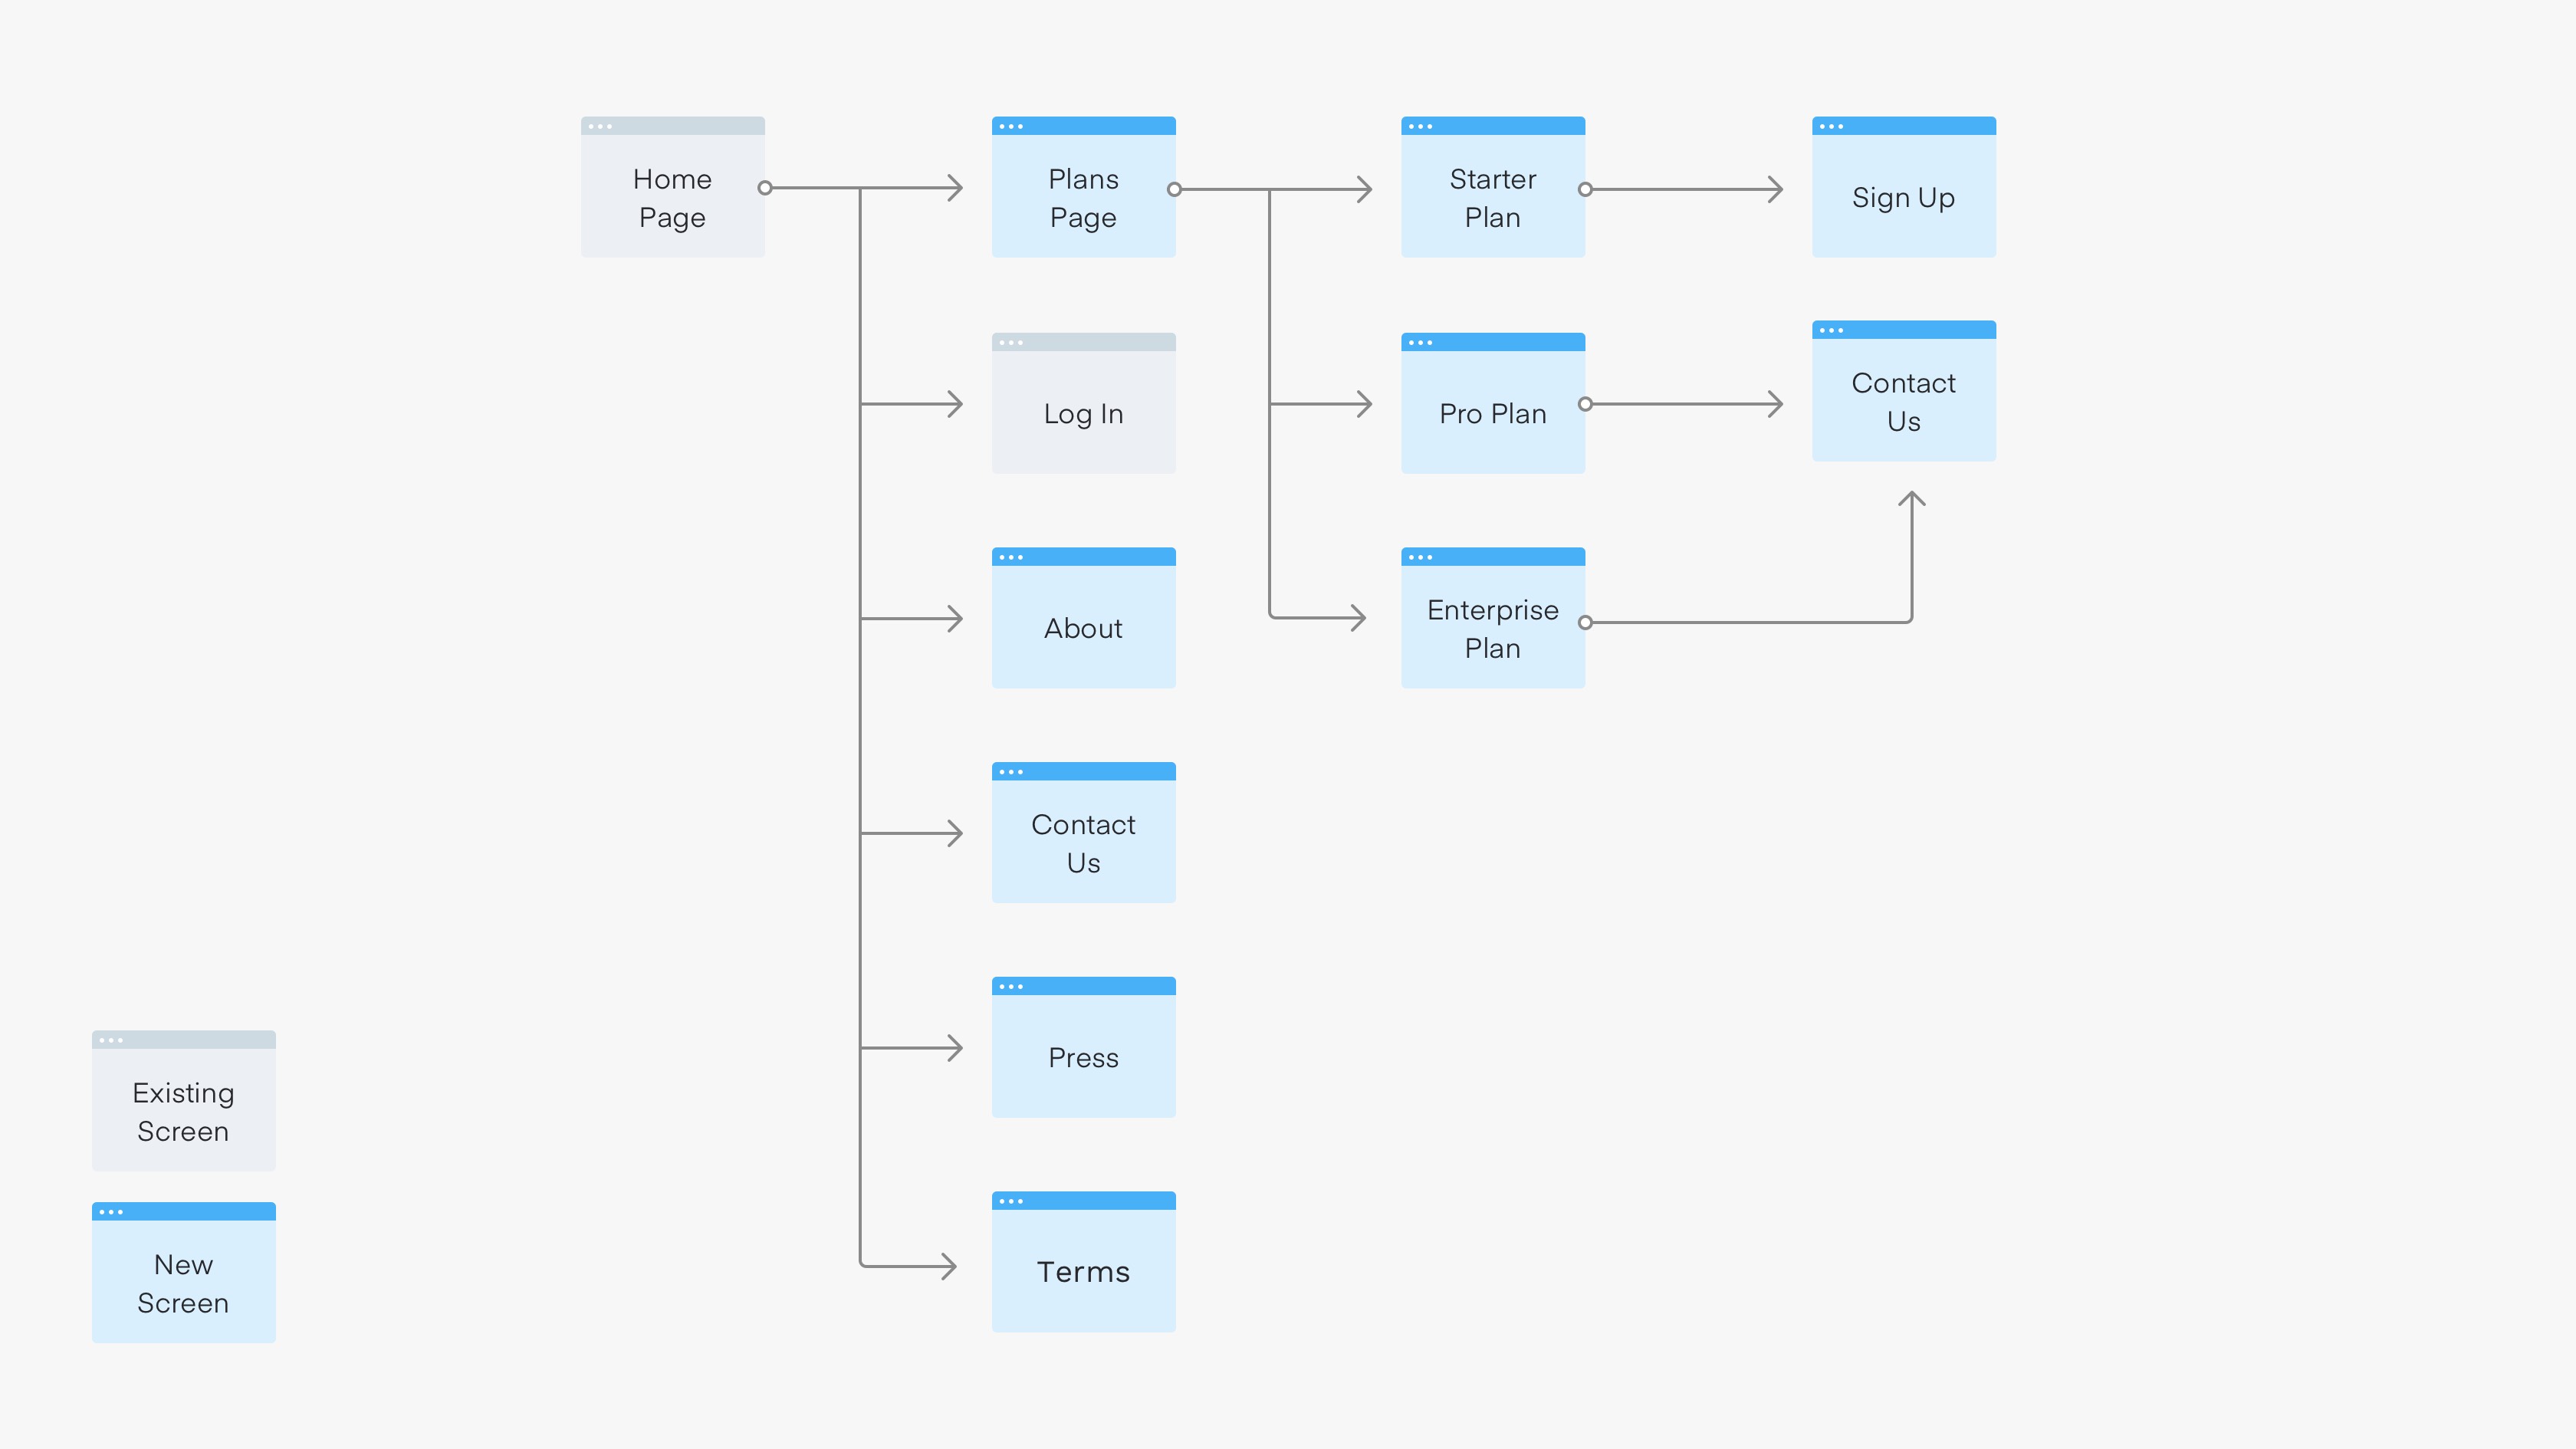 Home
Page
Plans
Page
Starter
Plan
Sign Up
Log In
Pro Plan
Contact
Us
About
Enterprise
Plan
Contact
Us
Press
Terms
Existing
Screen
New
Screen